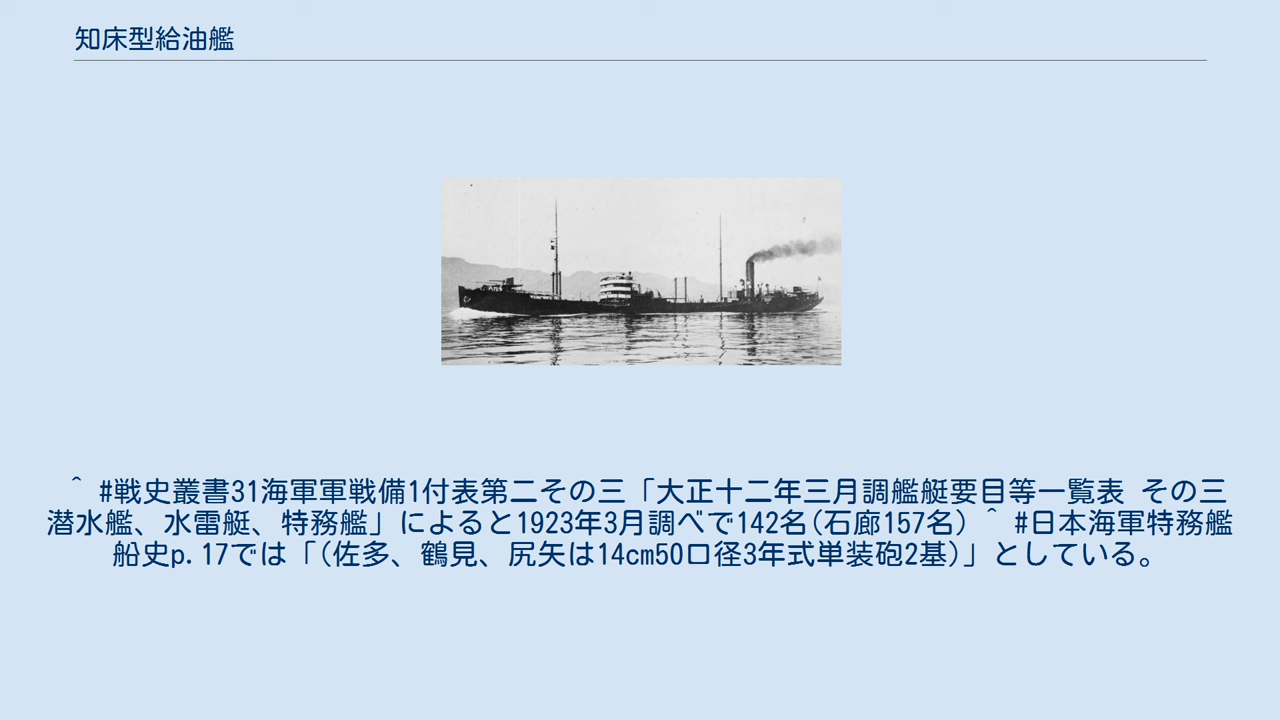 知床型給油艦
^ #戦史叢書31海軍軍戦備1付表第二その三「大正十二年三月調艦艇要目等一覧表 その三
潜水艦、水雷艇、特務艦」によると1923年3月調べで142名(石廊157名) ^ #日本海軍特務艦
船史p.17では「(佐多、鶴見、尻矢は14cm50口径3年式単装砲2基)」としている。